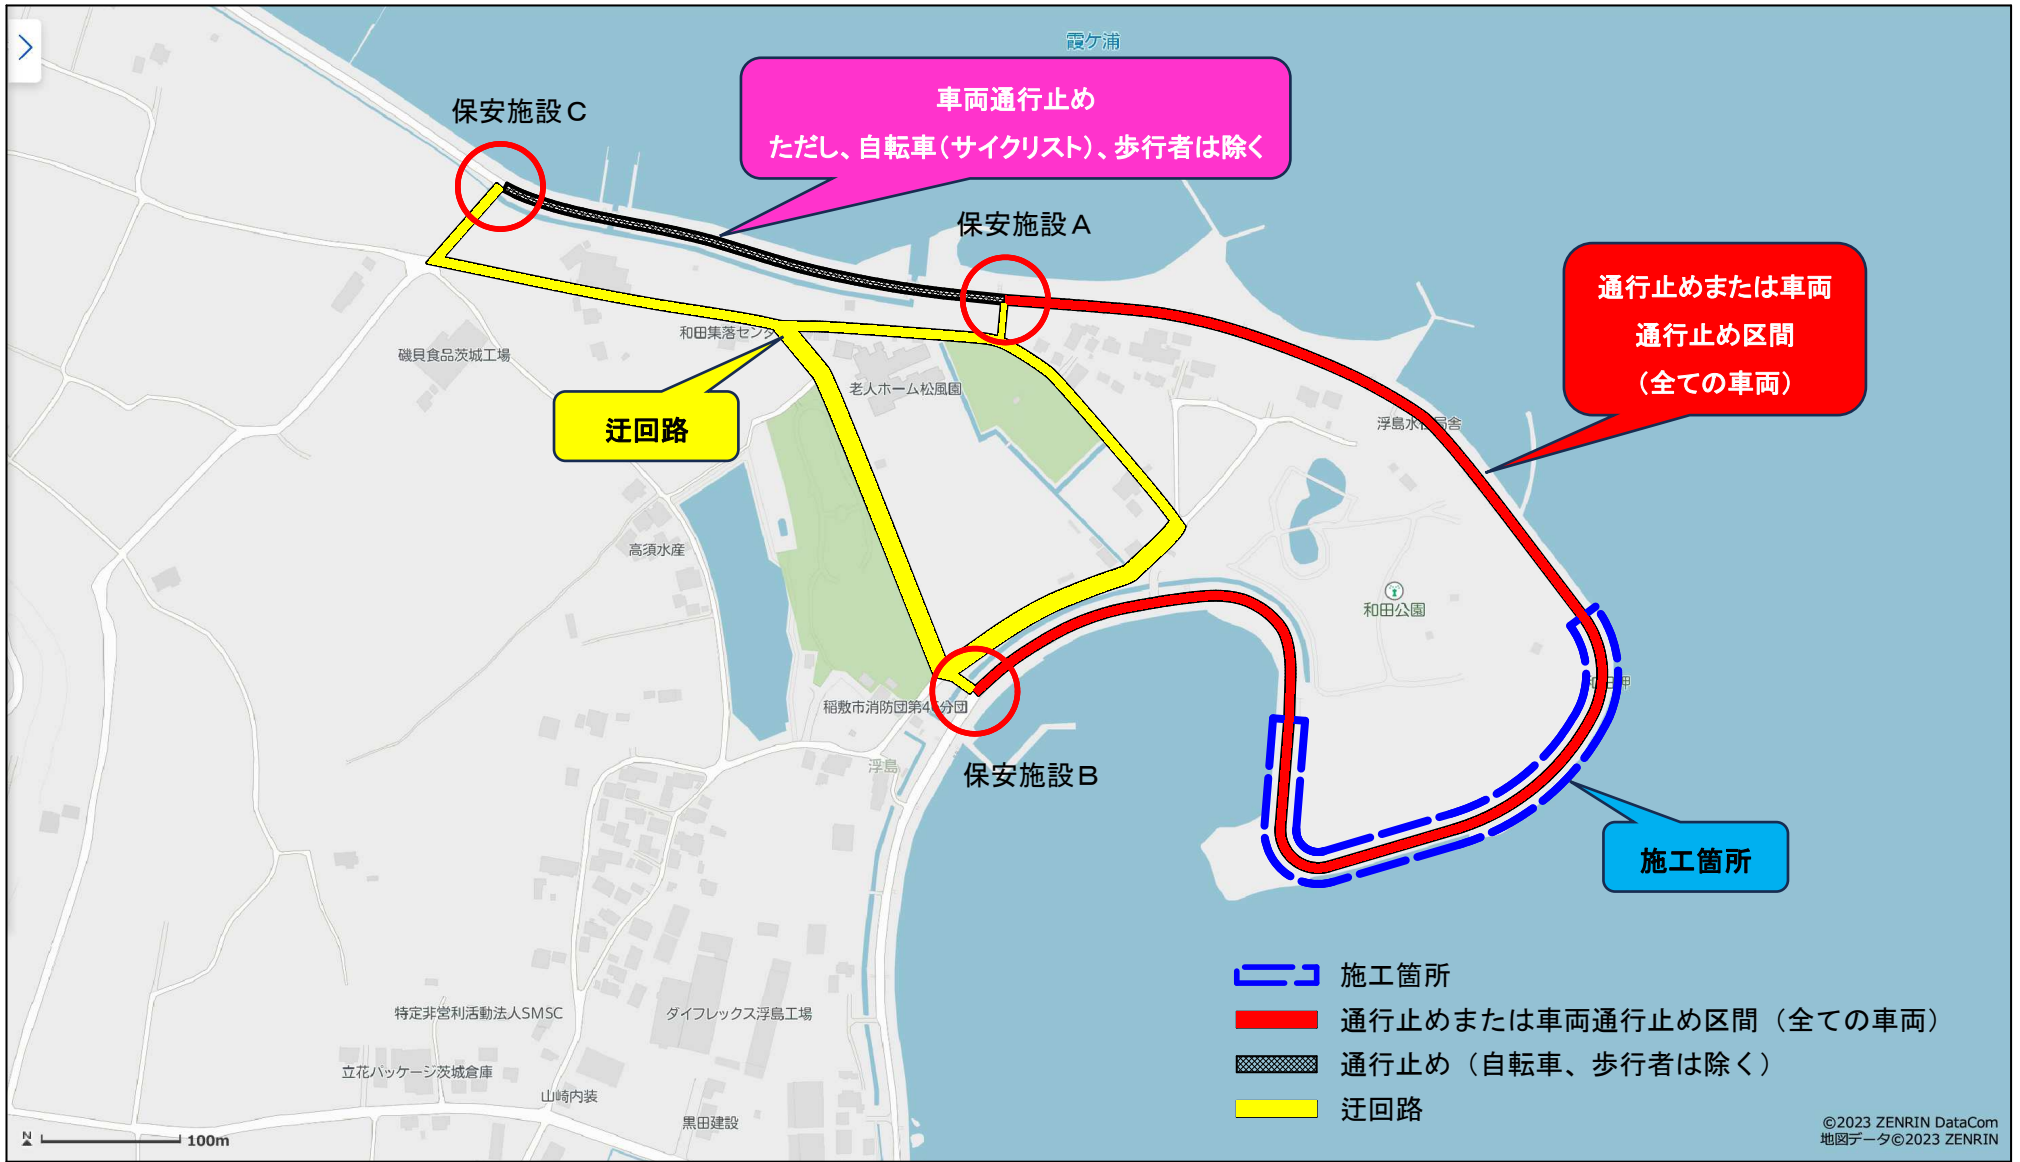 霞ケ浦
車両通行止め
ただし、自転車（サイクリスト）、歩行者は除く
保安施設C
保安施設A
通行止めまたは車両
通行止め区間
（全ての車両）
和田集落センタ
磯貝食品茨城工場
老人ホーム松風園
迂回路
浮島水
舎
高須水産
和田公園
稲敷市消防団第4
分団
浮島
保安施設B
施工箇所
施工箇所
通行止めまたは車両通行止め区間（全ての車両）
通行止め（自転車、歩行者は除く）
迂回路
特定非営利活動法人SMSC
ダイフレックス浮島工場
立花パッケージ茨城倉庫
山崎内装
黒田建設
N
100m
©2023 ZENRIN DataCom
地図データ©2023 ZENRIN